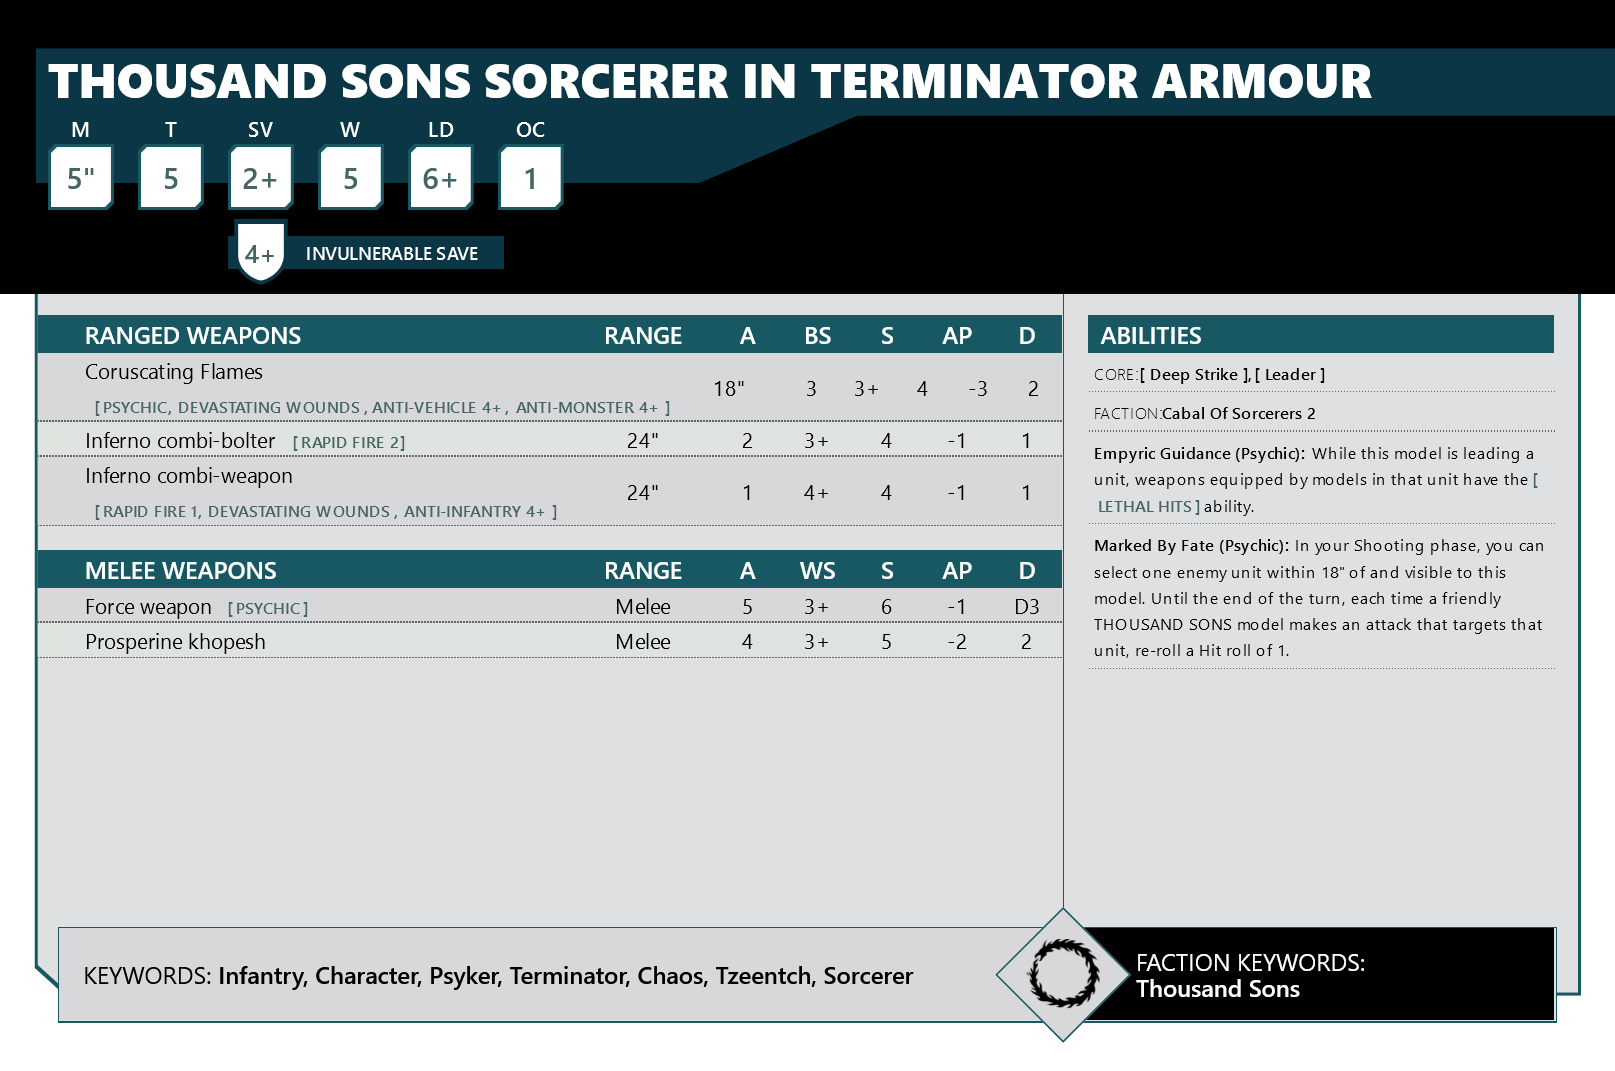 THOUSAND SONS SORCERER IN TERMINATOR ARMOUR
M T SV W LD OC
5" 5 2+ 5 6+ 1
4+ INVULNERABLE SAVE
RANGED WEAPONS RANGE A BS S AP D
Coruscating Flames
18" 3 3+ 4 -3 2
[ PSYCHIC, DEVASTATING WOUNDS , ANTI-VEHICLE 4+ , ANTI-MONSTER 4+ ]
Inferno combi-bolter [ RAPID FIRE 2] 24" 2 3+ 4 -1 1
Inferno combi-weapon
24" 1 4+ 4 -1 1
[ RAPID FIRE 1, DEVASTATING WOUNDS , ANTI-INFANTRY 4+ ]
MELEE WEAPONS RANGE A WS S AP D
Force weapon [ PSYCHIC ] Melee 5 3+ 6 -1 D3
Prosperine khopesh Melee 4 3+ 5 -2 2
ABILITIES
CORE:[ Deep Strike ], [ Leader ]
FACTION:Cabal Of Sorcerers 2
Empyric Guidance (Psychic): While this model is leading a
unit, weapons equipped by models in that unit have the [
LETHAL HITS ] ability.
Marked By Fate (Psychic): In your Shooting phase, you can
select one enemy unit within 18" of and visible to this
model. Until the end of the turn, each time a friendly
THOUSAND SONS model makes an attack that targets that
unit, re-roll a Hit roll of 1.
KEYWORDS: Infantry, Character, Psyker, Terminator, Chaos, Tzeentch, Sorcerer
FACTION KEYWORDS:
Thousand Sons